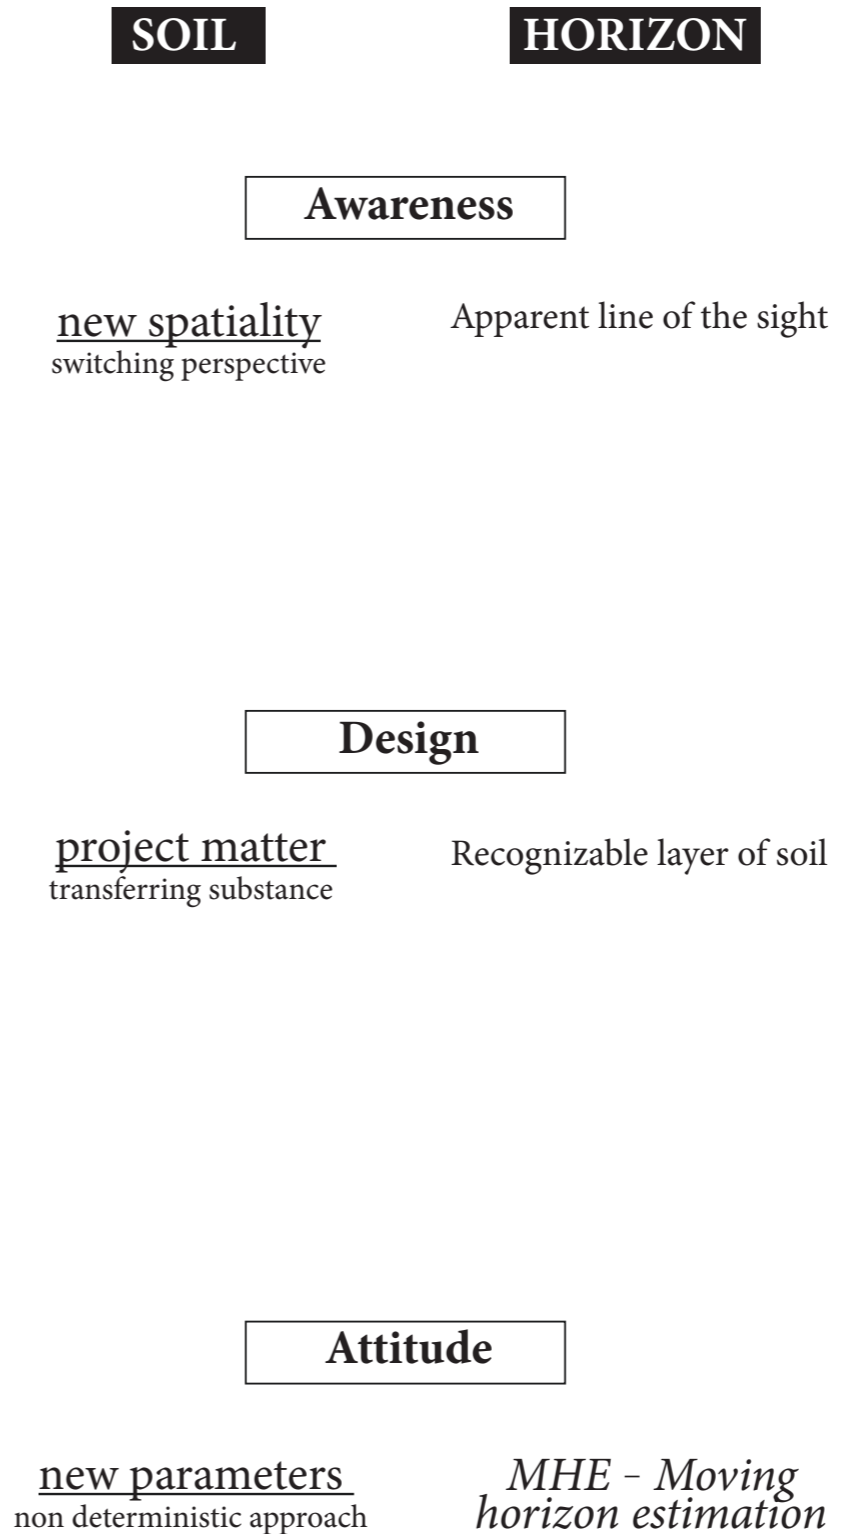 SOIL
HORIZON
Awareness
new spatiality
switching perspective
Apparent line of the sight
Design
project matter
transferring substance
Recognizable layer of soil
Attitude
new parameters
non deterministic approach
MHE - Moving
horizon estimation